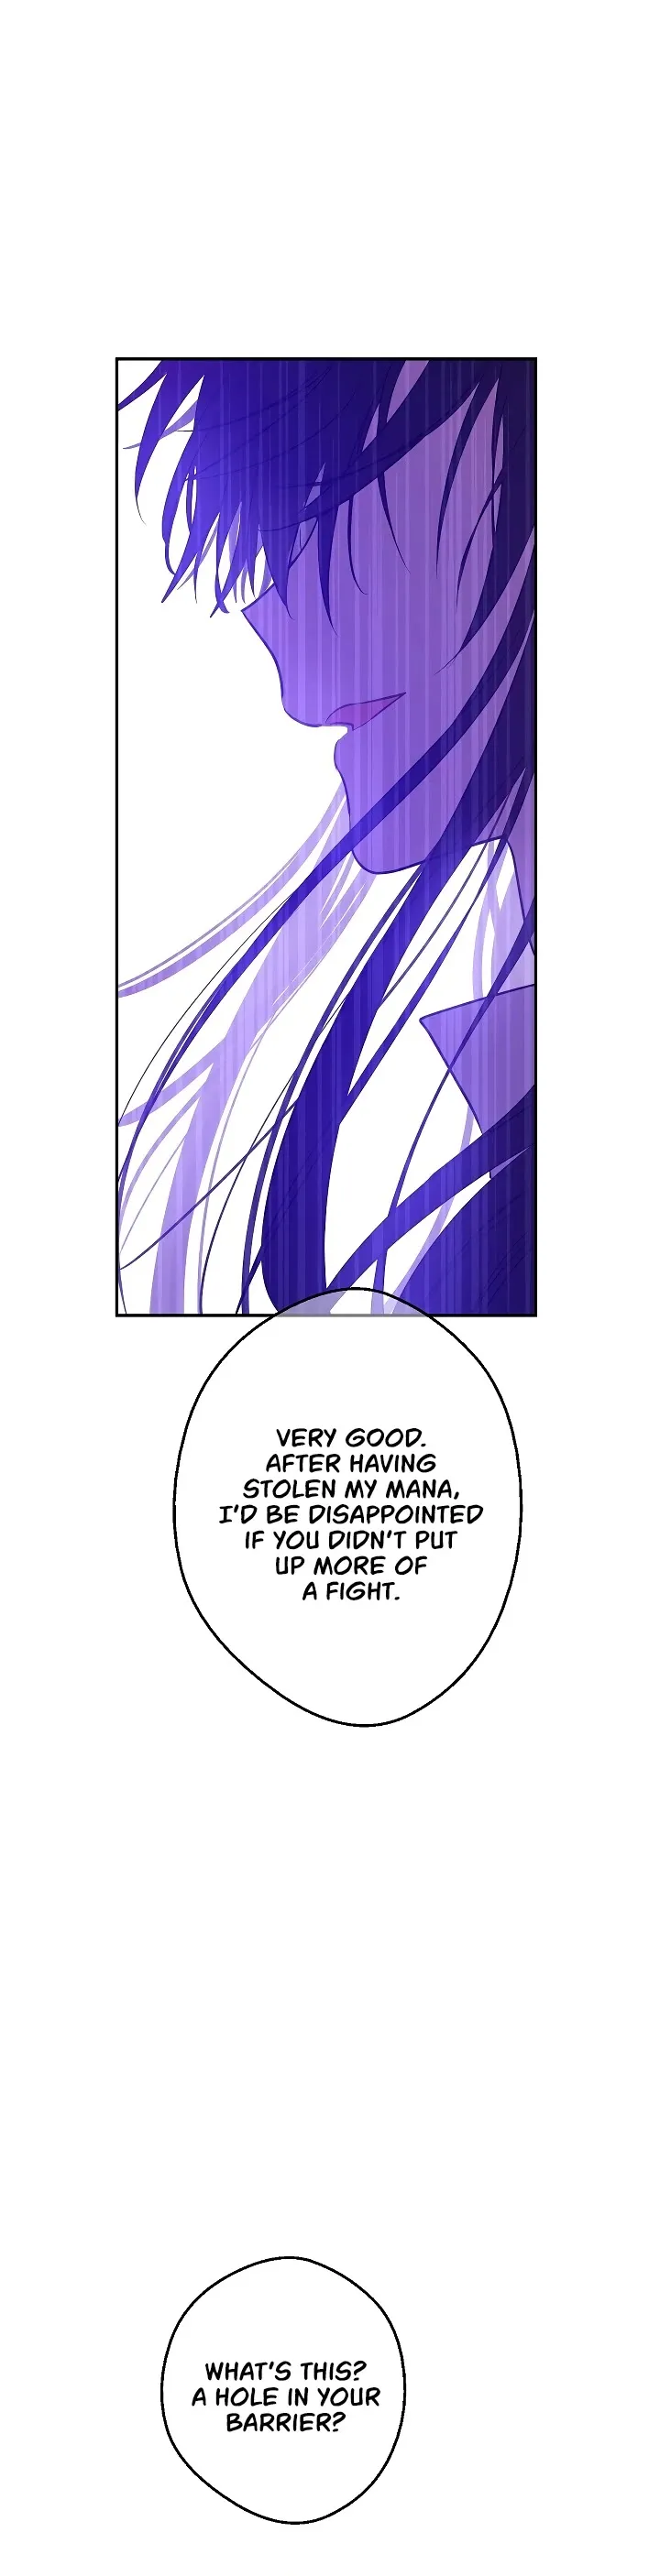 VERY GOOD.
AFTER HAVING
STOLEN MY MANA,
I'D BE DISAPPOINTED
IF YOU DIDN'T PUT
UP MORE OF
A FIGHT.
WHAT'S THIS?
A HOLE IN YOUR
BARRIER?